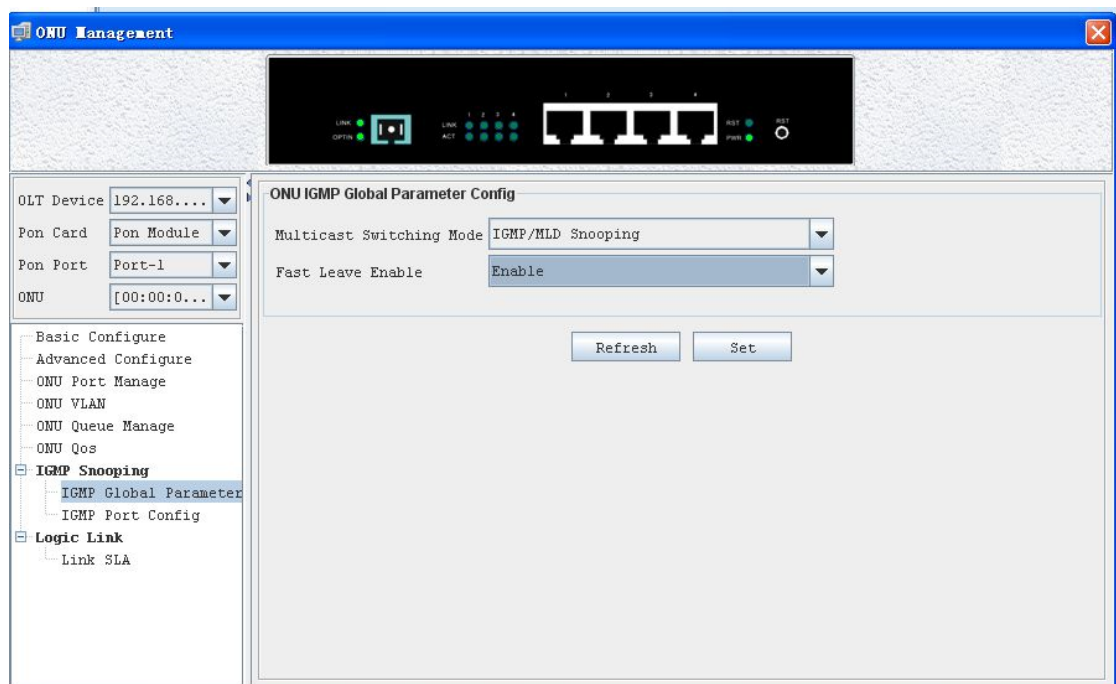 ONU Management
1 2 3 4
LINK
OPTIN
1 2 3 4
LINK
ACT
RST
PWR
RST
OLT Device 192.168....
Pon Card Pon Module
Pon Port Port-1
ONU [00:00:0...
Basic Configure
Advanced Configure
ONU Port Manage
ONU VLAN
ONU Queue Manage
ONU Qos
IGMP Snooping
IGMP Global Parameter
IGMP Port Config
Logic Link
Link SLA
ONU IGMP Global Parameter Config
Multicast Switching Mode IGMP/MLD Snooping
Fast Leave Enable Enable
Refresh Set